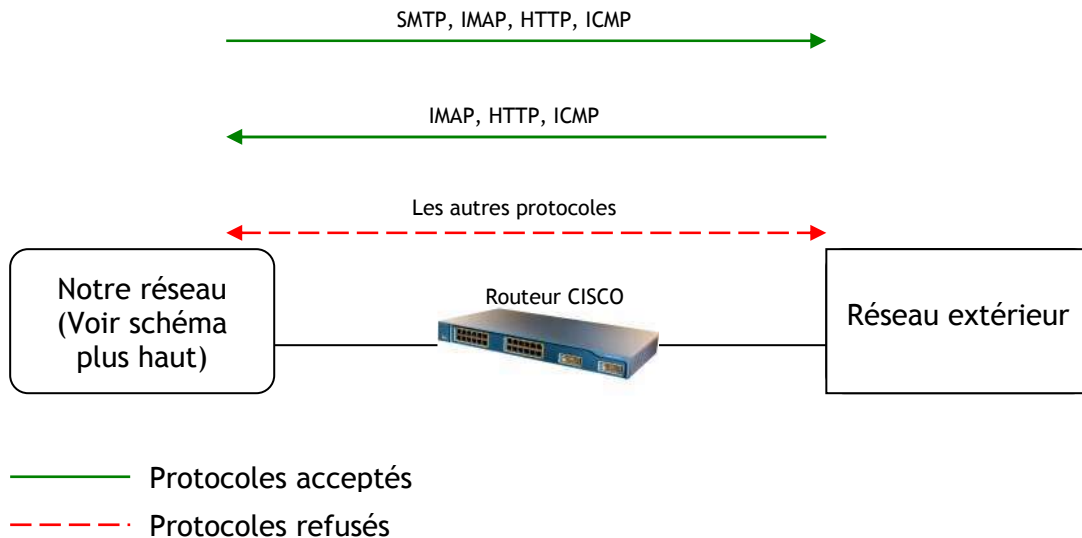 SMTP, IMAP, HTTP, ICMP
IMAP, HTTP, ICMP
Les autres protocoles
Notre réseau
(Voir schéma
plus haut)
Routeur CISCO
Réseau extérieur
Protocoles acceptés
Protocoles refusés